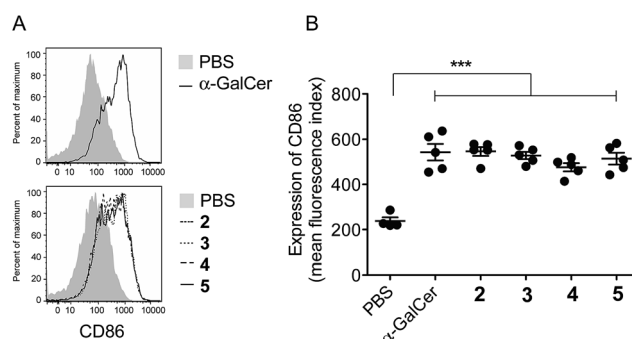 A
Percent of maximum
100
80
60
40
20
0
0 10 100 1000 10000
PBS
α-GalCer
Percent of maximum
100
80
60
40
20
0
0 10 100 1000 10000
CD86
PBS
2
3
4
5
B
Expression of CD86
(mean fluorescence index)
800
600
400
200
0
***
PBS
α-GalCer
2
3
4
5